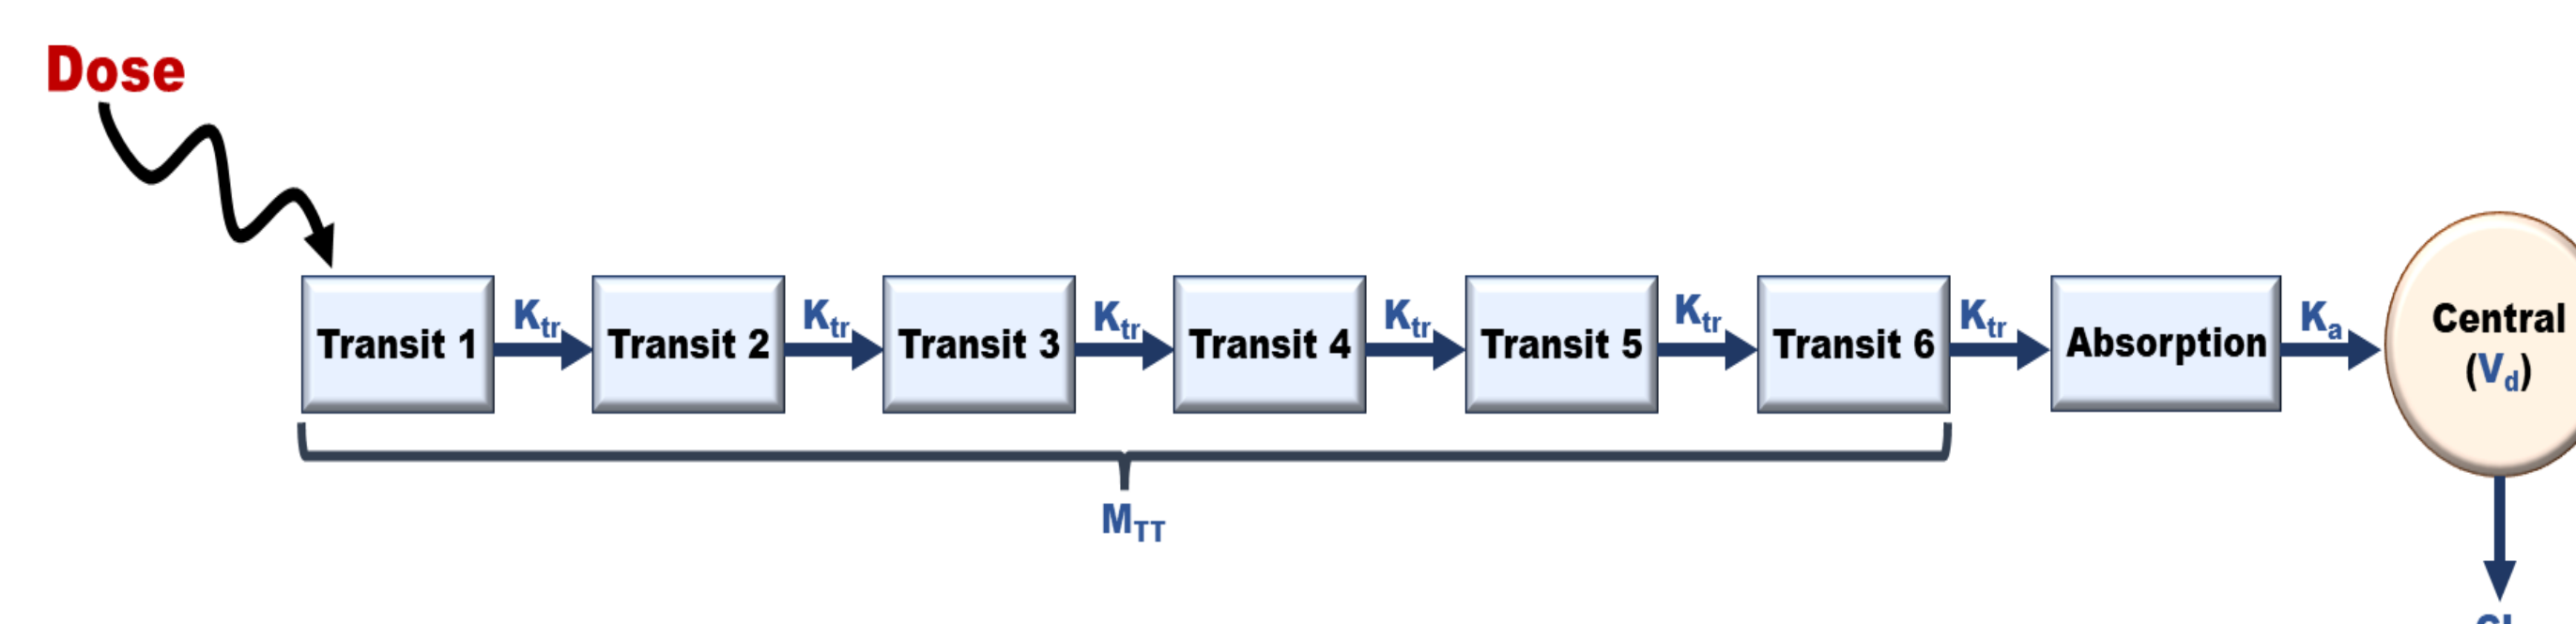 Dose
Transit 1
Ktr
Transit 2
Ktr
Transit 3
Ktr
Transit 4
Ktr
Transit 5
Ktr
Transit 6
Ktr
Absorption
Ka
Central
(Vd)
MTT